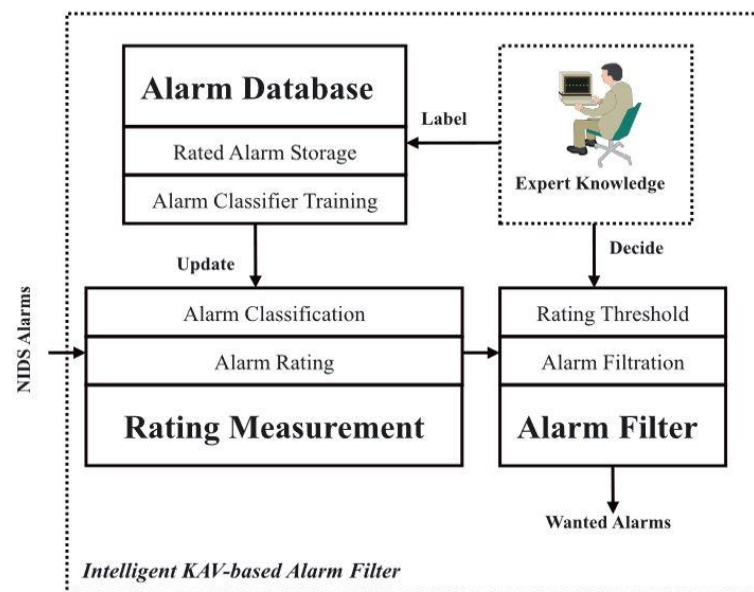 Alarm Database
Rated Alarm Storage
Alarm Classifier Training
Label
Expert Knowledge
Update
Decide
NIDS Alarms
Alarm Classification
Alarm Rating
Rating Measurement
Rating Threshold
Alarm Filtration
Alarm Filter
Wanted Alarms
Intelligent KAV-based Alarm Filter